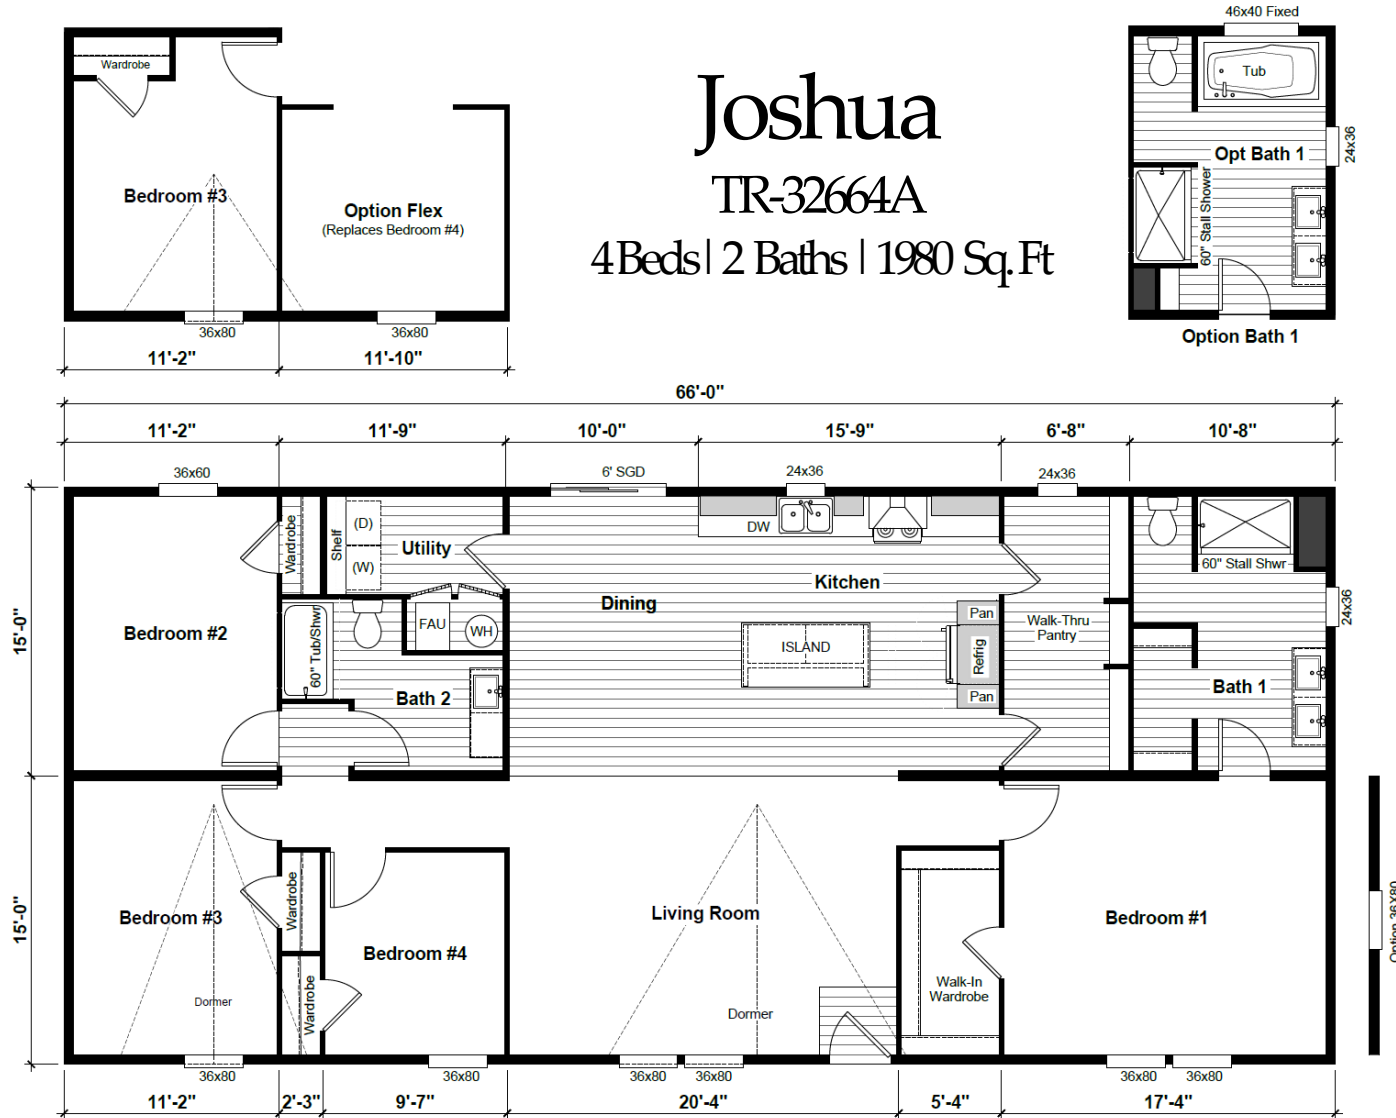 46x40 Fixed
Wardrobe
Tub
Joshua
24x36
Opt Bath 1
TR-32664A
Bedroom #3
60" Stall Shower
Option Flex
(Replaces Bedroom #4)
4 Beds | 2 Baths | 1980 Sq. Ft
36x80
36x80
Option Bath 1
11'-2"
11'-10"
66'-0"
11'-2"
11'-9"
10'-0"
15'-9"
6'-8"
10'-8"
36x60
6' SGD
24x36
24x36
Wardrobe
Shelf
(D)
(W)
Utility
DW
60" Stall Shwr
Kitchen
Dining
24x36
15'-0"
Bedroom #2
60" Tub/Shwr
FAU
WH
ISLAND
Pan
Refrig
Pan
Walk-Thru
Pantry
Bath 2
Bath 1
15'-0"
Bedroom #3
Wardrobe
Living Room
Bedroom #1
Option 36X80
Bedroom #4
Wardrobe
Walk-In
Wardrobe
Dormer
Dormer
36x80
36x80
36x80
36x80
36x80
36x80
11'-2"
2'-3"
9'-7"
20'-4"
5'-4"
17'-4"